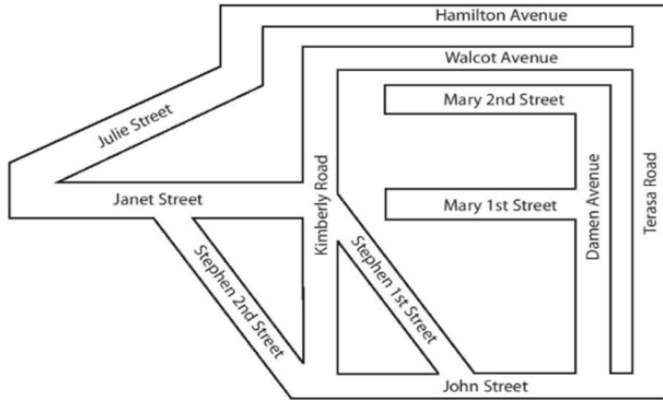 Hamilton Avenue
Walcot Avenue
Mary 2nd Street
Julie Street
Janet Street
Kimberly Road
Mary 1st Street
Damen Avenue
Terasa Road
Stephen 2nd Street
Stephen 1st Street
John Street